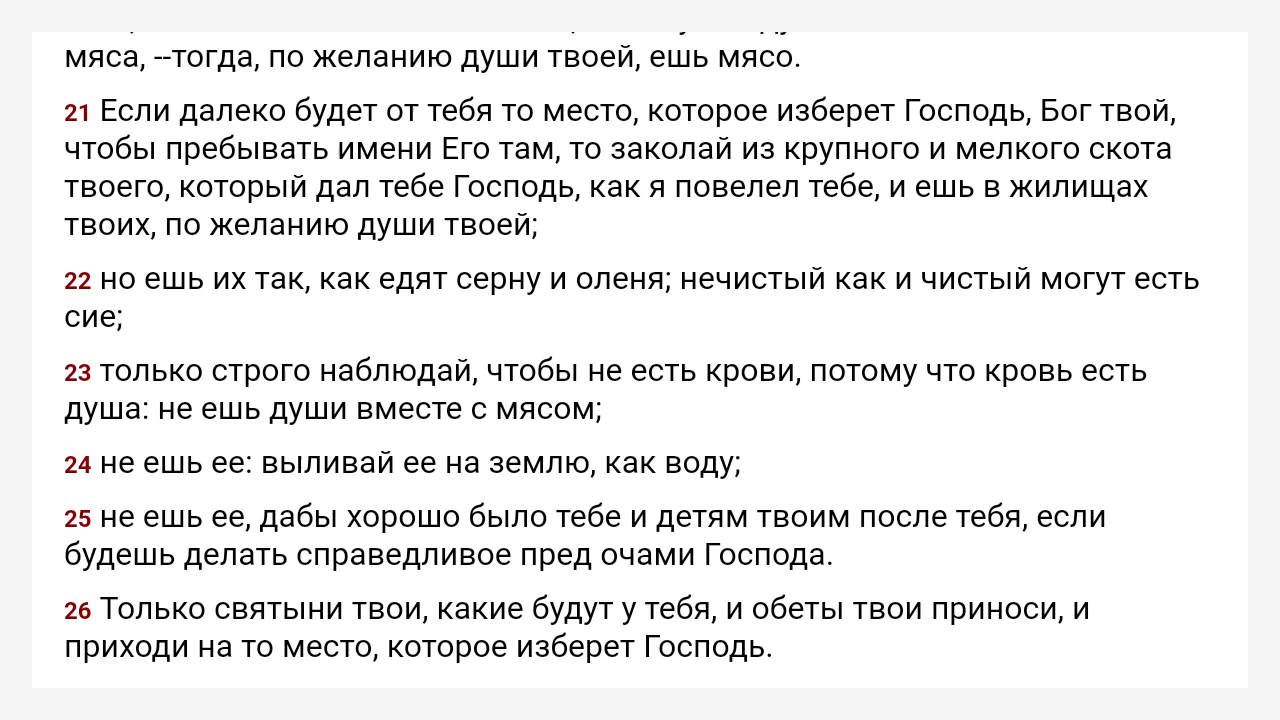 мяса, --тогда, по желанию души твоей, ешь мясо.
21 Если далеко будет от тебя то место, которое изберет Господь, Бог твой,
чтобы пребывать имени Его там, то заколай из крупного и мелкого скота
твоего, который дал тебе Господь, как я повелел тебе, и ешь в жилищах
твоих, по желанию души твоей;
22 но ешь их так, как едят серну и оленя; нечистый как и чистый могут есть
сие;
23 только строго наблюдай, чтобы не есть крови, потому что кровь есть
душа: не ешь души вместе с мясом;
24 не ешь ее: выливай ее на землю, как воду;
25 не ешь ее, дабы хорошо было тебе и детям твоим после тебя, если
будешь делать справедливое пред очами Господа.
26 Только святыни твои, какие будут у тебя, и обеты твои приноси, и
приходи на то место, которое изберет Господь.